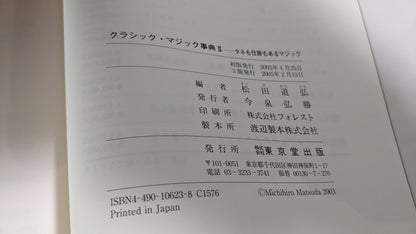 クラシック・マジック事典Ⅱ――タネも仕掛もあるマジック
初版発行 2003年4月25日
3版発行 2005年2月15日
編者 松田道弘
発行者 今泉弘勝
印刷所 株式会社フォレスト
製本所 渡辺製本株式会社
発行所 株式会社 東京堂出版
〒101-0051 東京都千代田区神田神保町1-17
電話 03-3233-3741 振替 00130-7-270
ISBN4-490-10623-8 C1576
©Michihiro Matsuda 2003
Printed in Japan